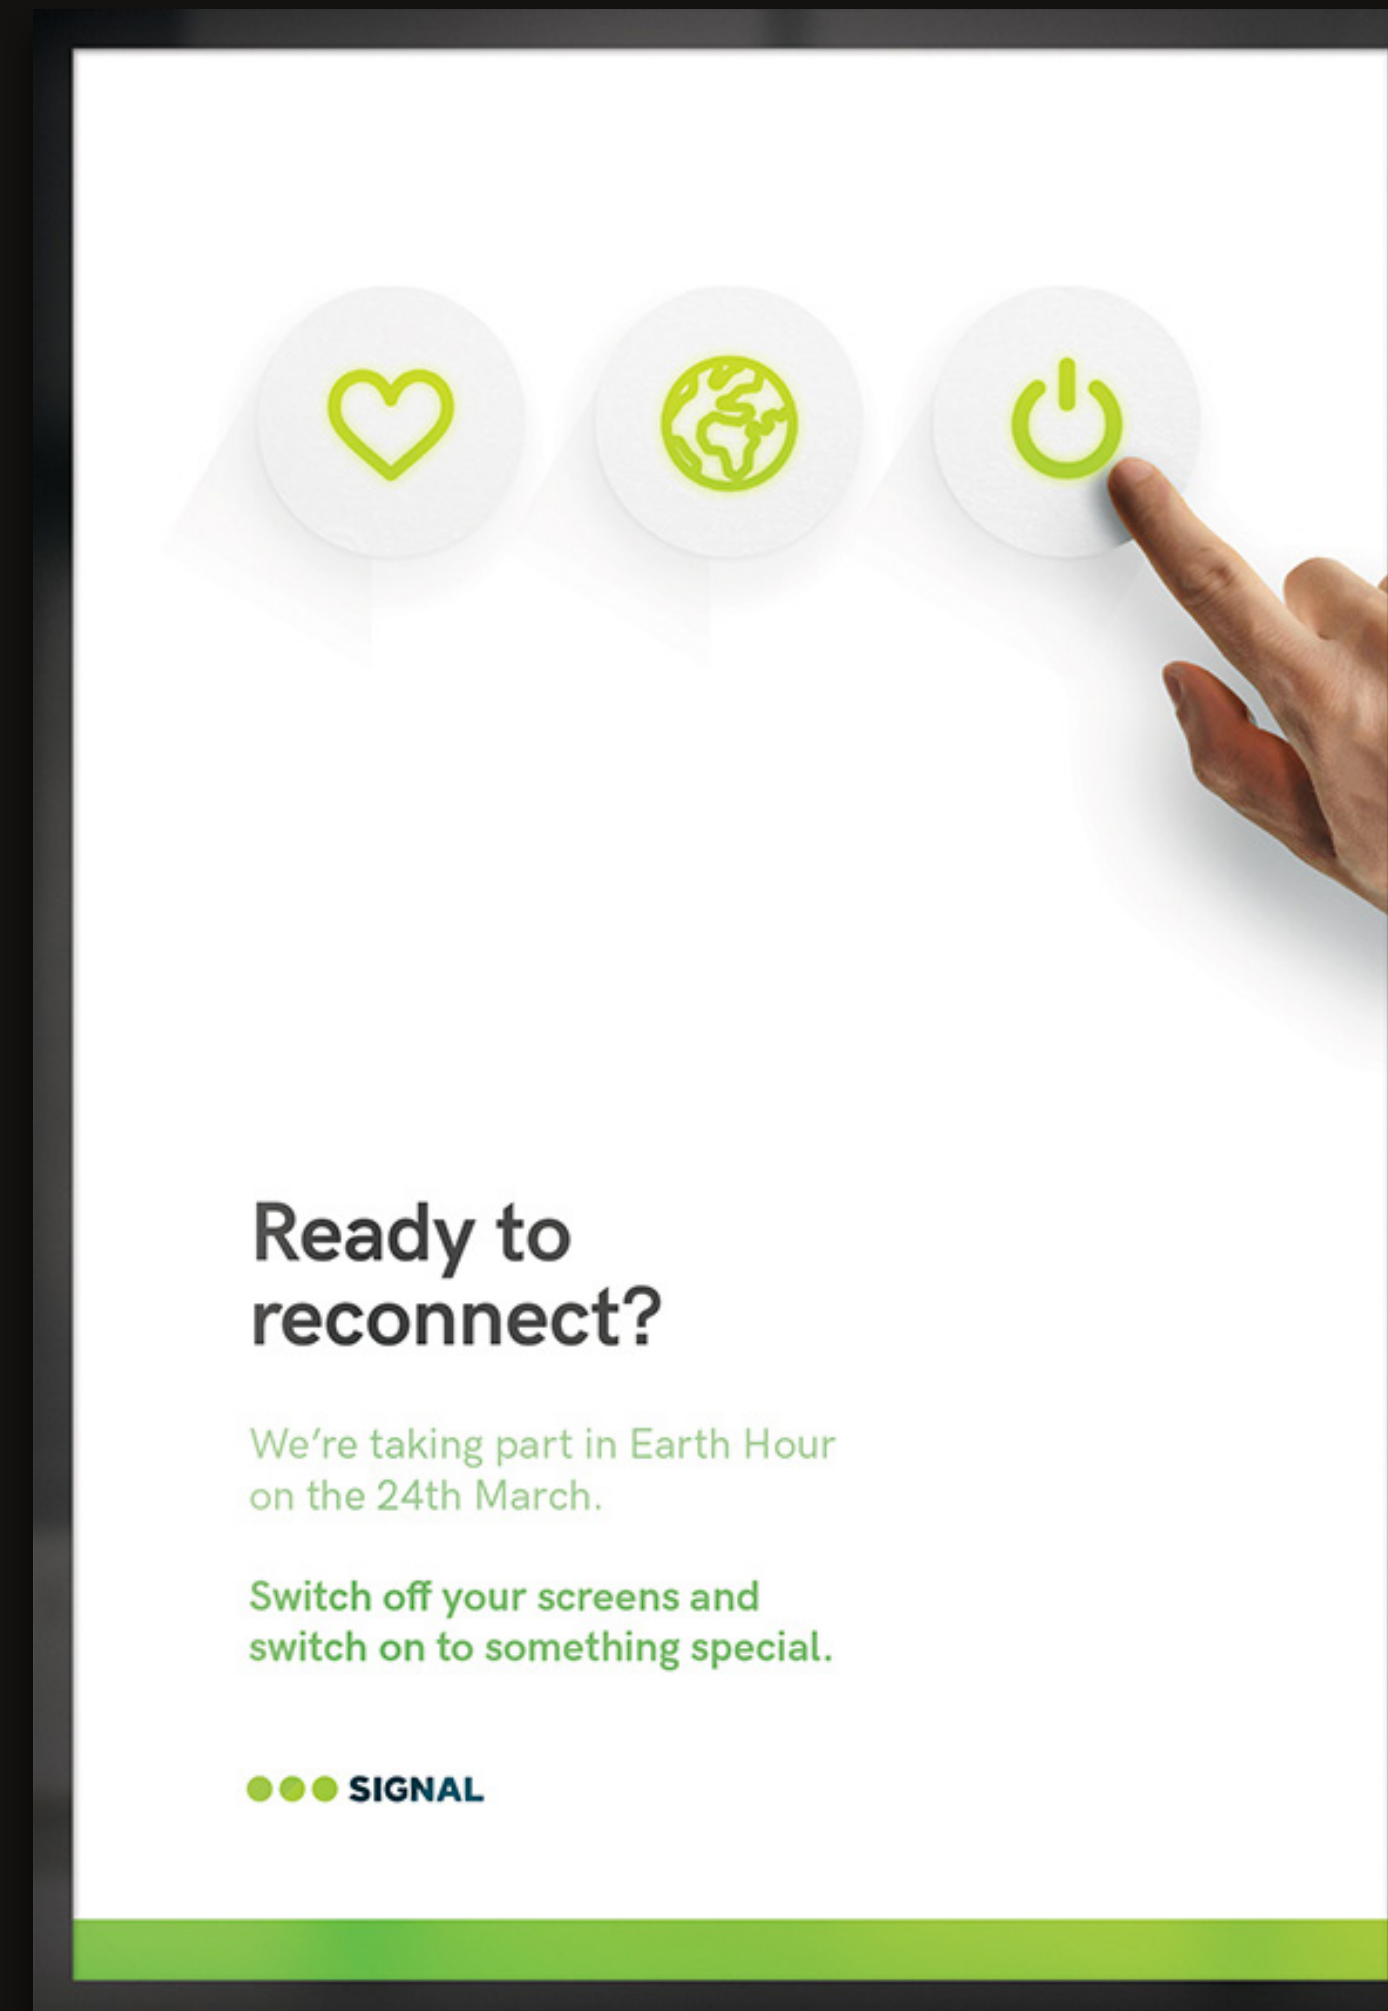 Ready to
reconnect?
We're taking part in Earth Hour
on the 24th March.
Switch off your screens and
switch on to something special.
SIGNAL